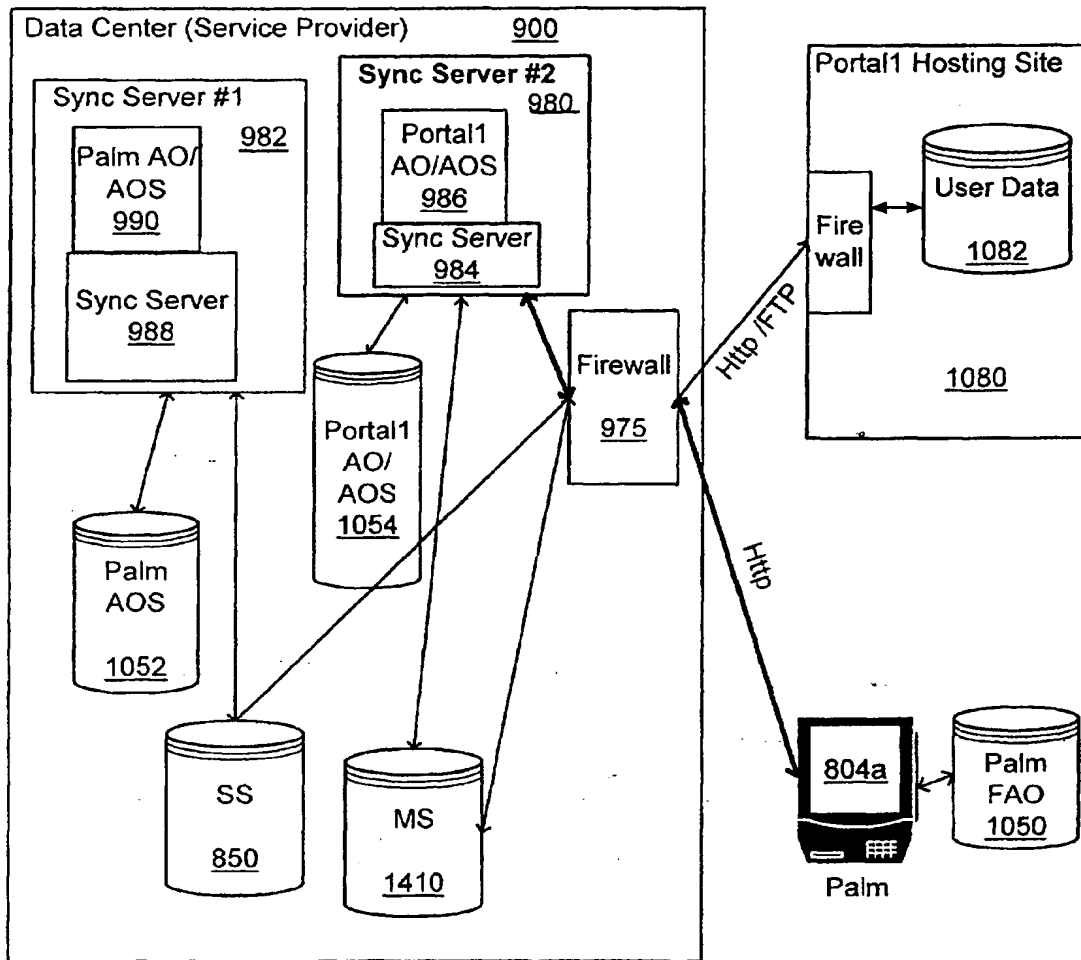 Data Center (Service Provider) 900
Sync Server #1
982
Palm AO/
AOS
990
Sync Server
988
Sync Server #2
980
Portal1
AO/AOS
986
Sync Server
984
Portal1
AO/
AOS
1054
Firewall
975
Palm
AOS
1052
SS
850
MS
1410
Http /FTP
Http
Portal1 Hosting Site
Fire
wall
User Data
1082
1080
804a
Palm
Palm
FAO
1050